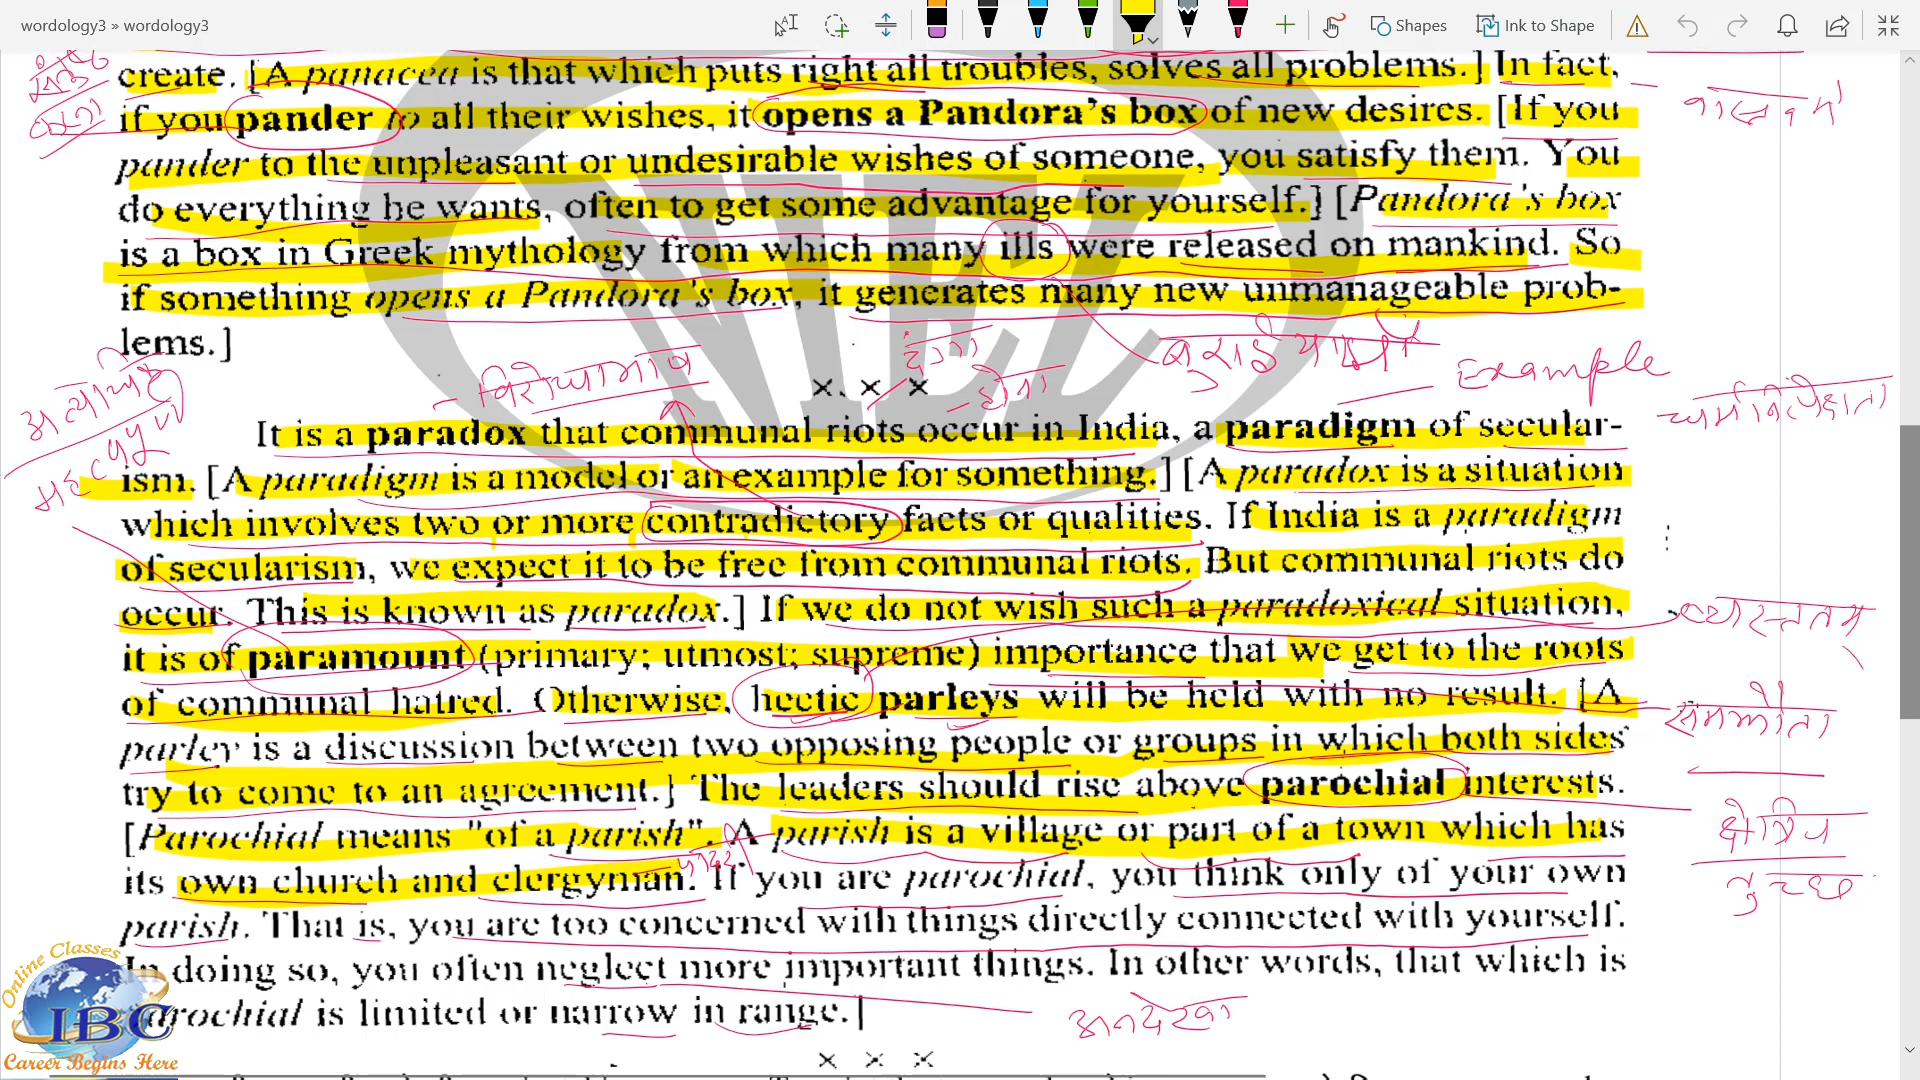 wordology3 » wordology3
Shapes
Ink to Shape
create. [A panacea is that which puts right all troubles, solves all problems.] In fact,
if you pander to all their wishes, it opens a Pandora's box of new desires. [If you
pander to the unpleasant or undesirable wishes of someone, you satisfy them. You
do everything he wants, often to get some advantage for yourself.] [Pandora's box
is a box in Greek mythology from which many ills were released on mankind. So
if something opens a Pandora's box, it generates many new unmanageable prob-
lems.]
Example
x x x
It is a paradox that communal riots occur in India, a paradigm of secular-
ism. [A paradigm is a model or an example for something.] [A paradox is a situation
which involves two or more contradictory facts or qualities. If India is a paradigm
of secularism, we expect it to be free from communal riots. But communal riots do
occur. This is known as paradox.] If we do not wish such a paradoxical situation,
it is of paramount (primary; utmost; supreme) importance that we get to the roots
of communal hatred. Otherwise, hectic parleys will be held with no result. [A
parley is a discussion between two opposing people or groups in which both sides
try to come to an agreement.] The leaders should rise above parochial interests.
[Parochial means "of a parish". A parish is a village or part of a town which has
its own church and clergyman. If you are parochial, you think only of your own
parish. That is, you are too concerned with things directly connected with yourself.
In doing so, you often neglect more important things. In other words, that which is
parochial is limited or narrow in range.]
अनदेखा
x x x
Online Classes
IBC
Career Begins Here